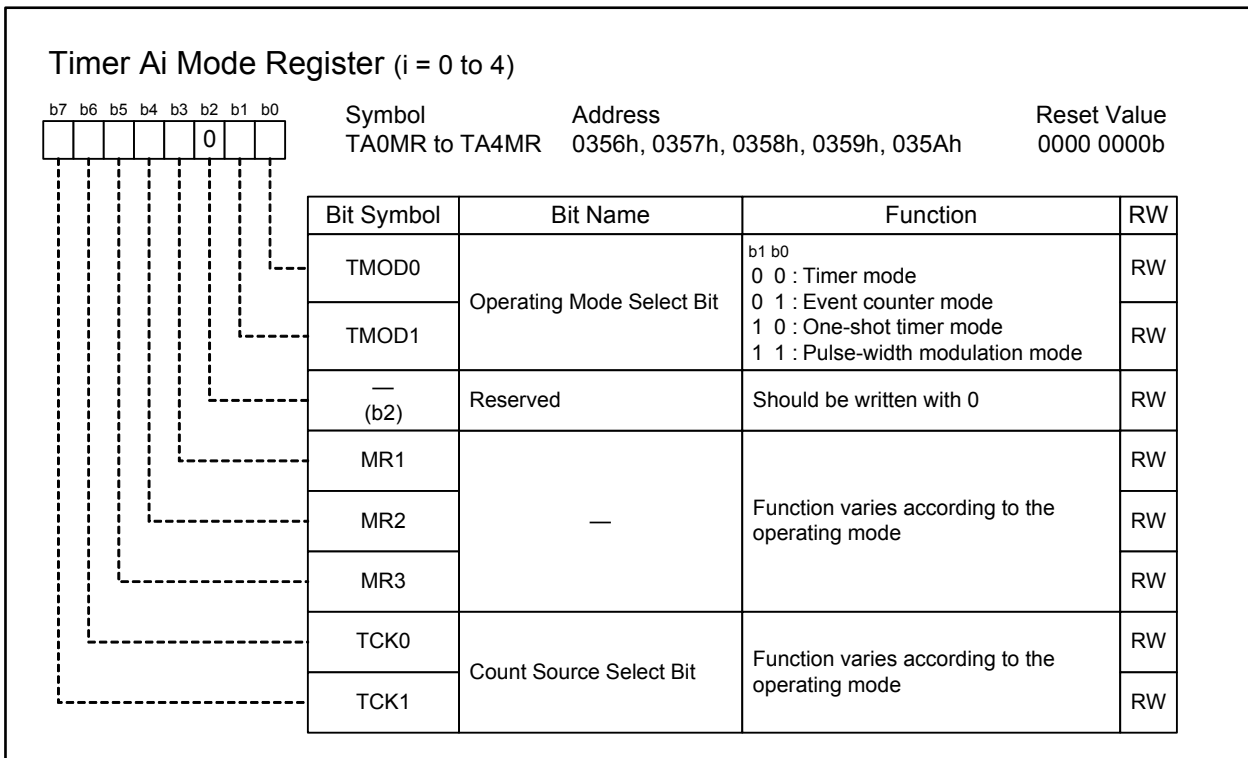 Timer Ai Mode Register (i = 0 to 4)
b7 b6 b5 b4 b3 b2 b1 b0
0
Symbol Address Reset Value
TA0MR to TA4MR 0356h, 0357h, 0358h, 0359h, 035Ah 0000 0000b
Bit Symbol Bit Name Function RW
TMOD0
TMOD1
Operating Mode Select Bit
b1 b0
0 0 : Timer mode
0 1 : Event counter mode
1 0 : One-shot timer mode
1 1 : Pulse-width modulation mode
RW
RW
—
(b2)
Reserved
Should be written with 0
RW
MR1
MR2
MR3
—
Function varies according to the
operating mode
RW
RW
RW
TCK0
TCK1
Count Source Select Bit
Function varies according to the
operating mode
RW
RW